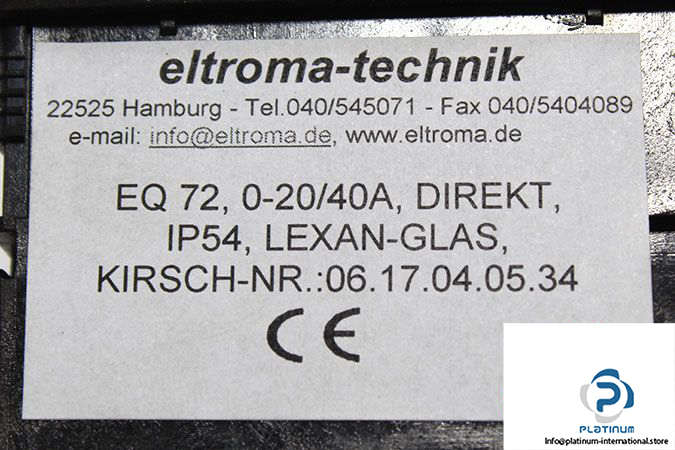 eltroma-technik
22525 Hamburg - Tel.040/545071 - Fax 040/5404089
e-mail: info@eltroma.de, www.eltroma.de
EQ 72, 0-20/40A, DIREKT,
IP54, LEXAN-GLAS,
KIRSCH-NR.:06.17.04.05.34
CE
PLATINUM
Info@platinum-international.store